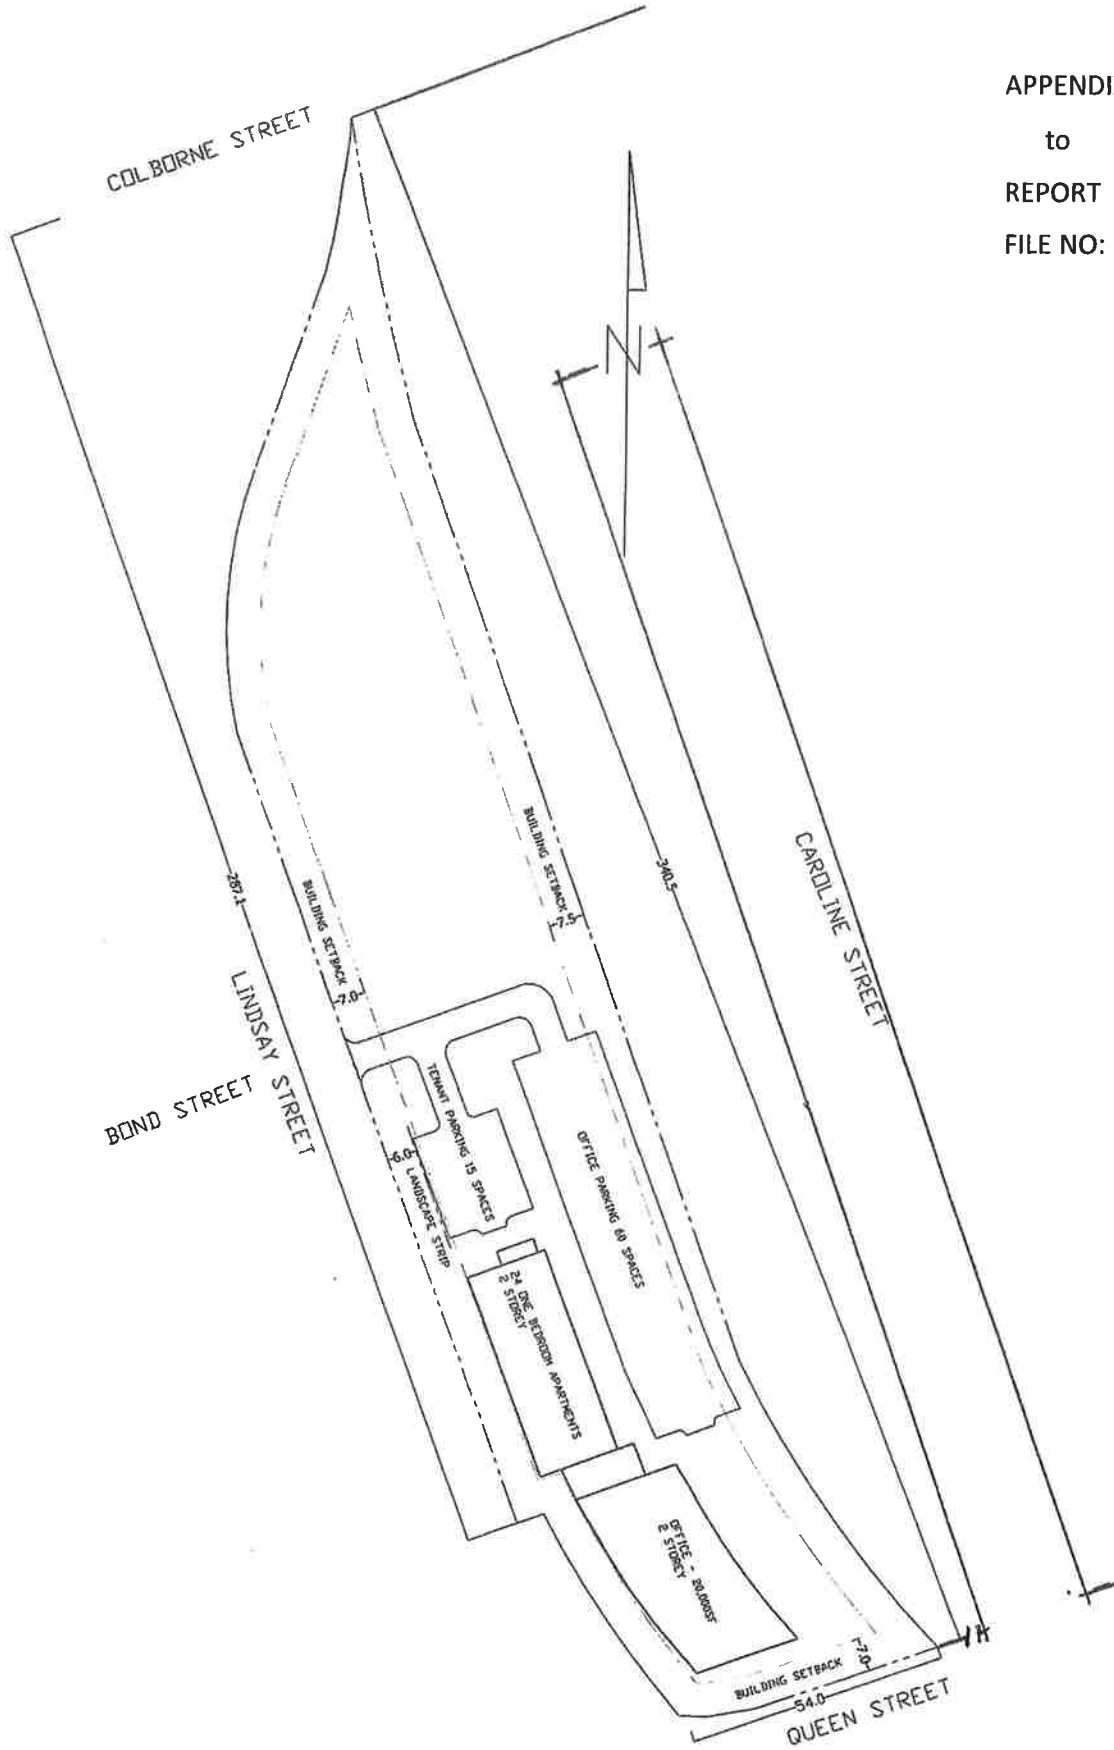 APPENDI
to
REPORT
FILE NO:
COLBORNE STREET
N
287.1
340.5
CAROLINE STREET
BUILDING SETBACK
7.5
BUILDING SETBACK
7.0
LINDSAY STREET
BOND STREET
TENANT PARKING 15 SPACES
6.0
LANDSCAPE STRIP
OFFICE PARKING 60 SPACES
24 ONE BEDROOM APARTMENTS
2 STOREY
OFFICE - 20,000SF
2 STOREY
7.0
BUILDING SETBACK
54.0
QUEEN STREET